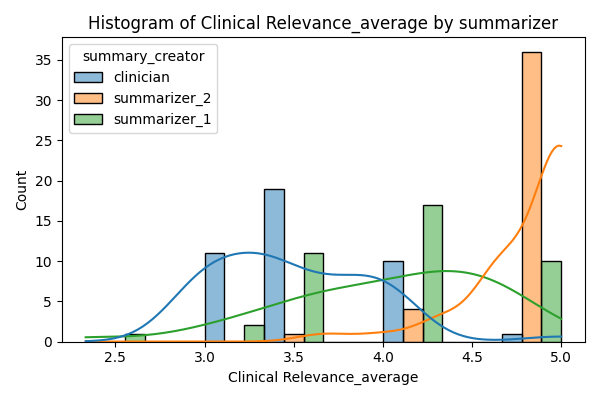 Histogram of Clinical Relevance_average by summarizer
summary_creator
clinician
summarizer_2
summarizer_1
Count
35
30
25
20
15
10
5
0
2.5 3.0 3.5 4.0 4.5 5.0
Clinical Relevance_average